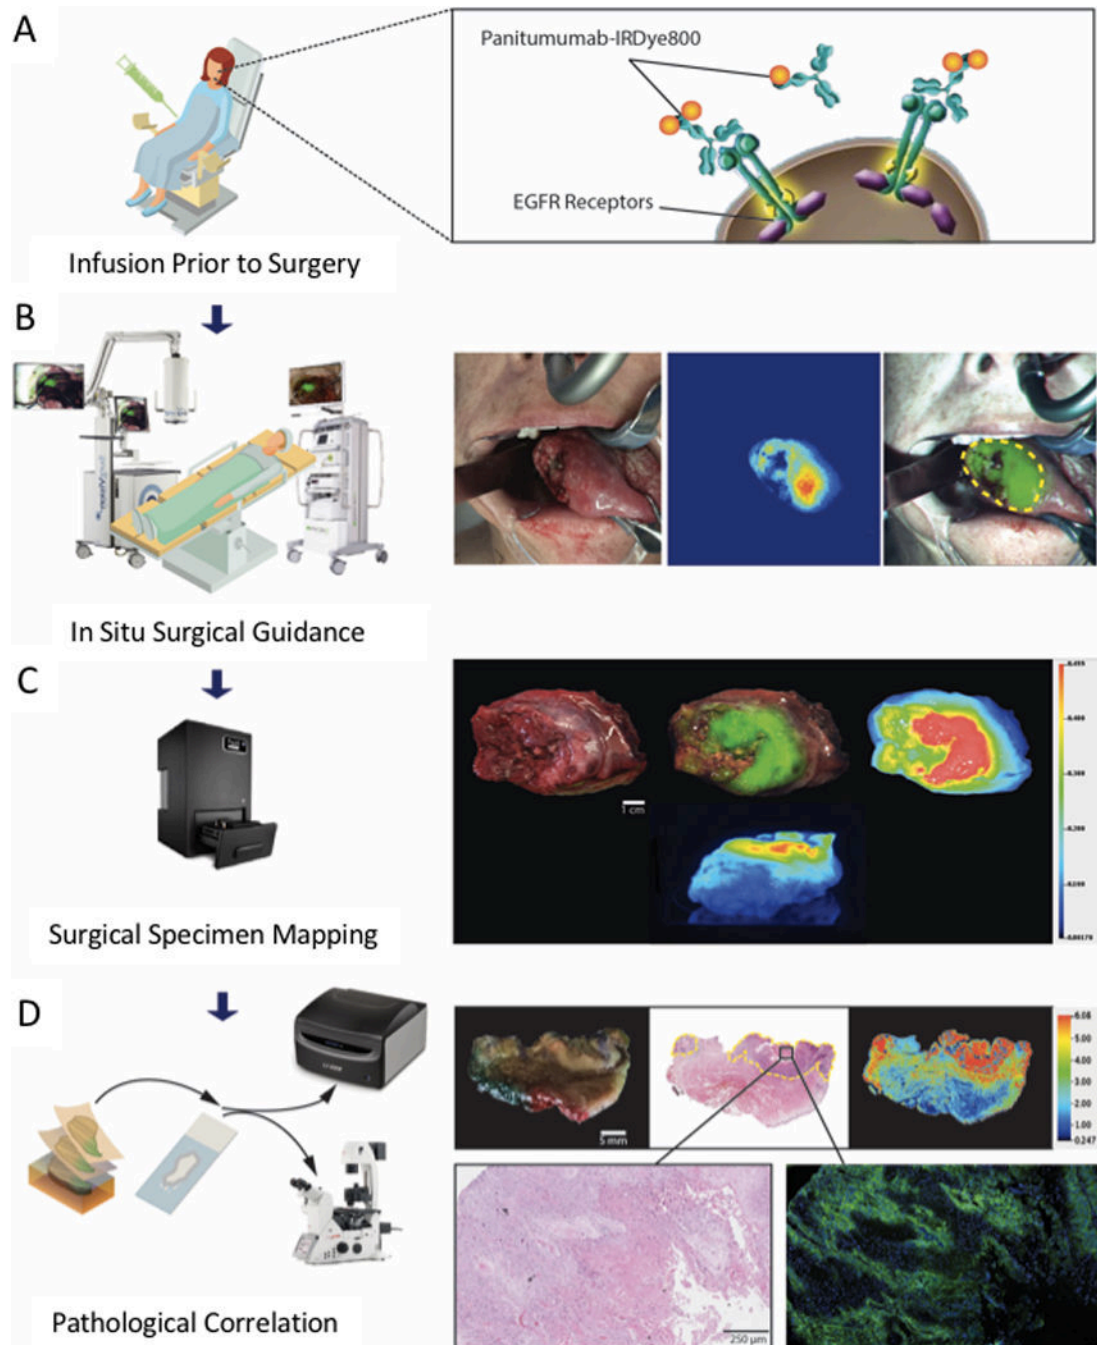 A
Panitumumab-IRDye800
EGFR Receptors
Infusion Prior to Surgery
B
In Situ Surgical Guidance
C
1 cm
Surgical Specimen Mapping
D
5 mm
6.08
5.00
4.00
3.00
2.00
1.00
0.247
250 µm
Pathological Correlation